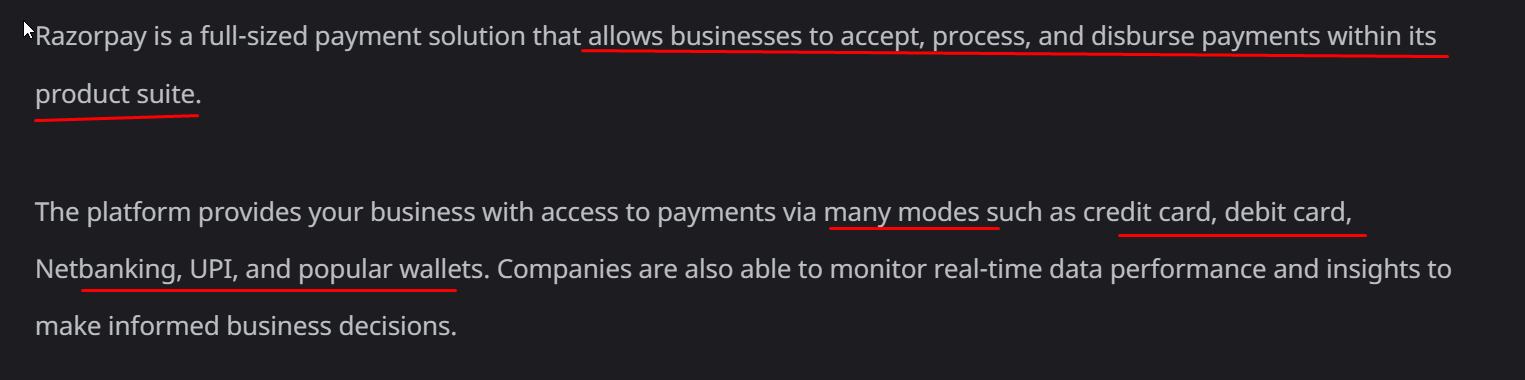 Razorpay is a full-sized payment solution that allows businesses to accept, process, and disburse payments within its
product suite.
The platform provides your business with access to payments via many modes such as credit card, debit card,
Netbanking, UPI, and popular wallets. Companies are also able to monitor real-time data performance and insights to
make informed business decisions.